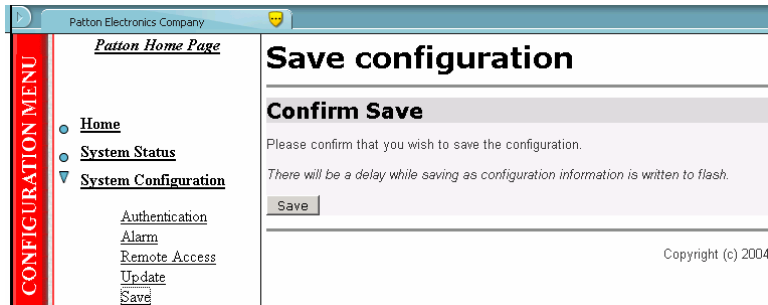 Patton Electronics Company
CONFIGURATION MENU
Patton Home Page
Home
System Status
System Configuration
Authentication
Alarm
Remote Access
Update
Save
Save configuration
Confirm Save
Please confirm that you wish to save the configuration.
There will be a delay while saving as configuration information is written to flash.
Save
Copyright (c) 2004